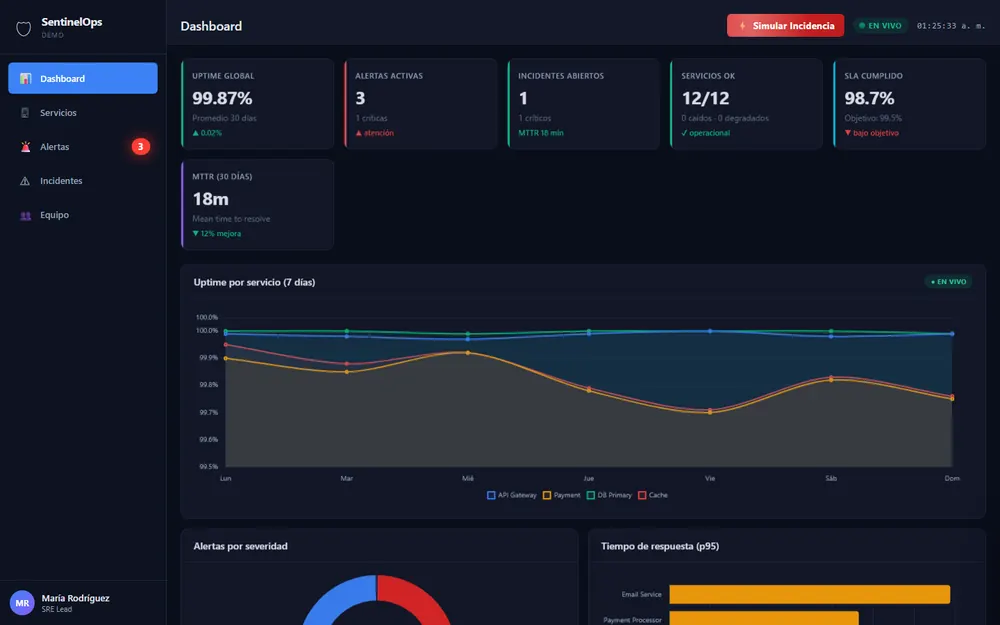 SentinelOps
DEMO
Dashboard
Servicios
Alertas
3
Incidentes
Equipo
MR
María Rodríguez
SRE Lead
Dashboard
Simular Incidencia
EN VIVO
01:25:33 a. m.
UPTIME GLOBAL
99.87%
Promedio 30 días
▲ 0.02%
ALERTAS ACTIVAS
3
1 críticas
▲ atención
INCIDENTES ABIERTOS
1
1 críticos
MTTR 18 min
SERVICIOS OK
12/12
0 caídos · 0 degradados
✓ operacional
SLA CUMPLIDO
98.7%
Objetivo: 99.5%
▼ bajo objetivo
MTTR (30 DÍAS)
18m
Mean time to resolve
▼ 12% mejora
Uptime por servicio (7 días)
● EN VIVO
100.0%
100.0%
99.9%
99.8%
99.7%
99.6%
99.5%
Lun Mar Mié Jue Vie Sáb Dom
API Gateway Payment DB Primary Cache
Alertas por severidad
Tiempo de respuesta (p95)
Email Service
Payment Processor